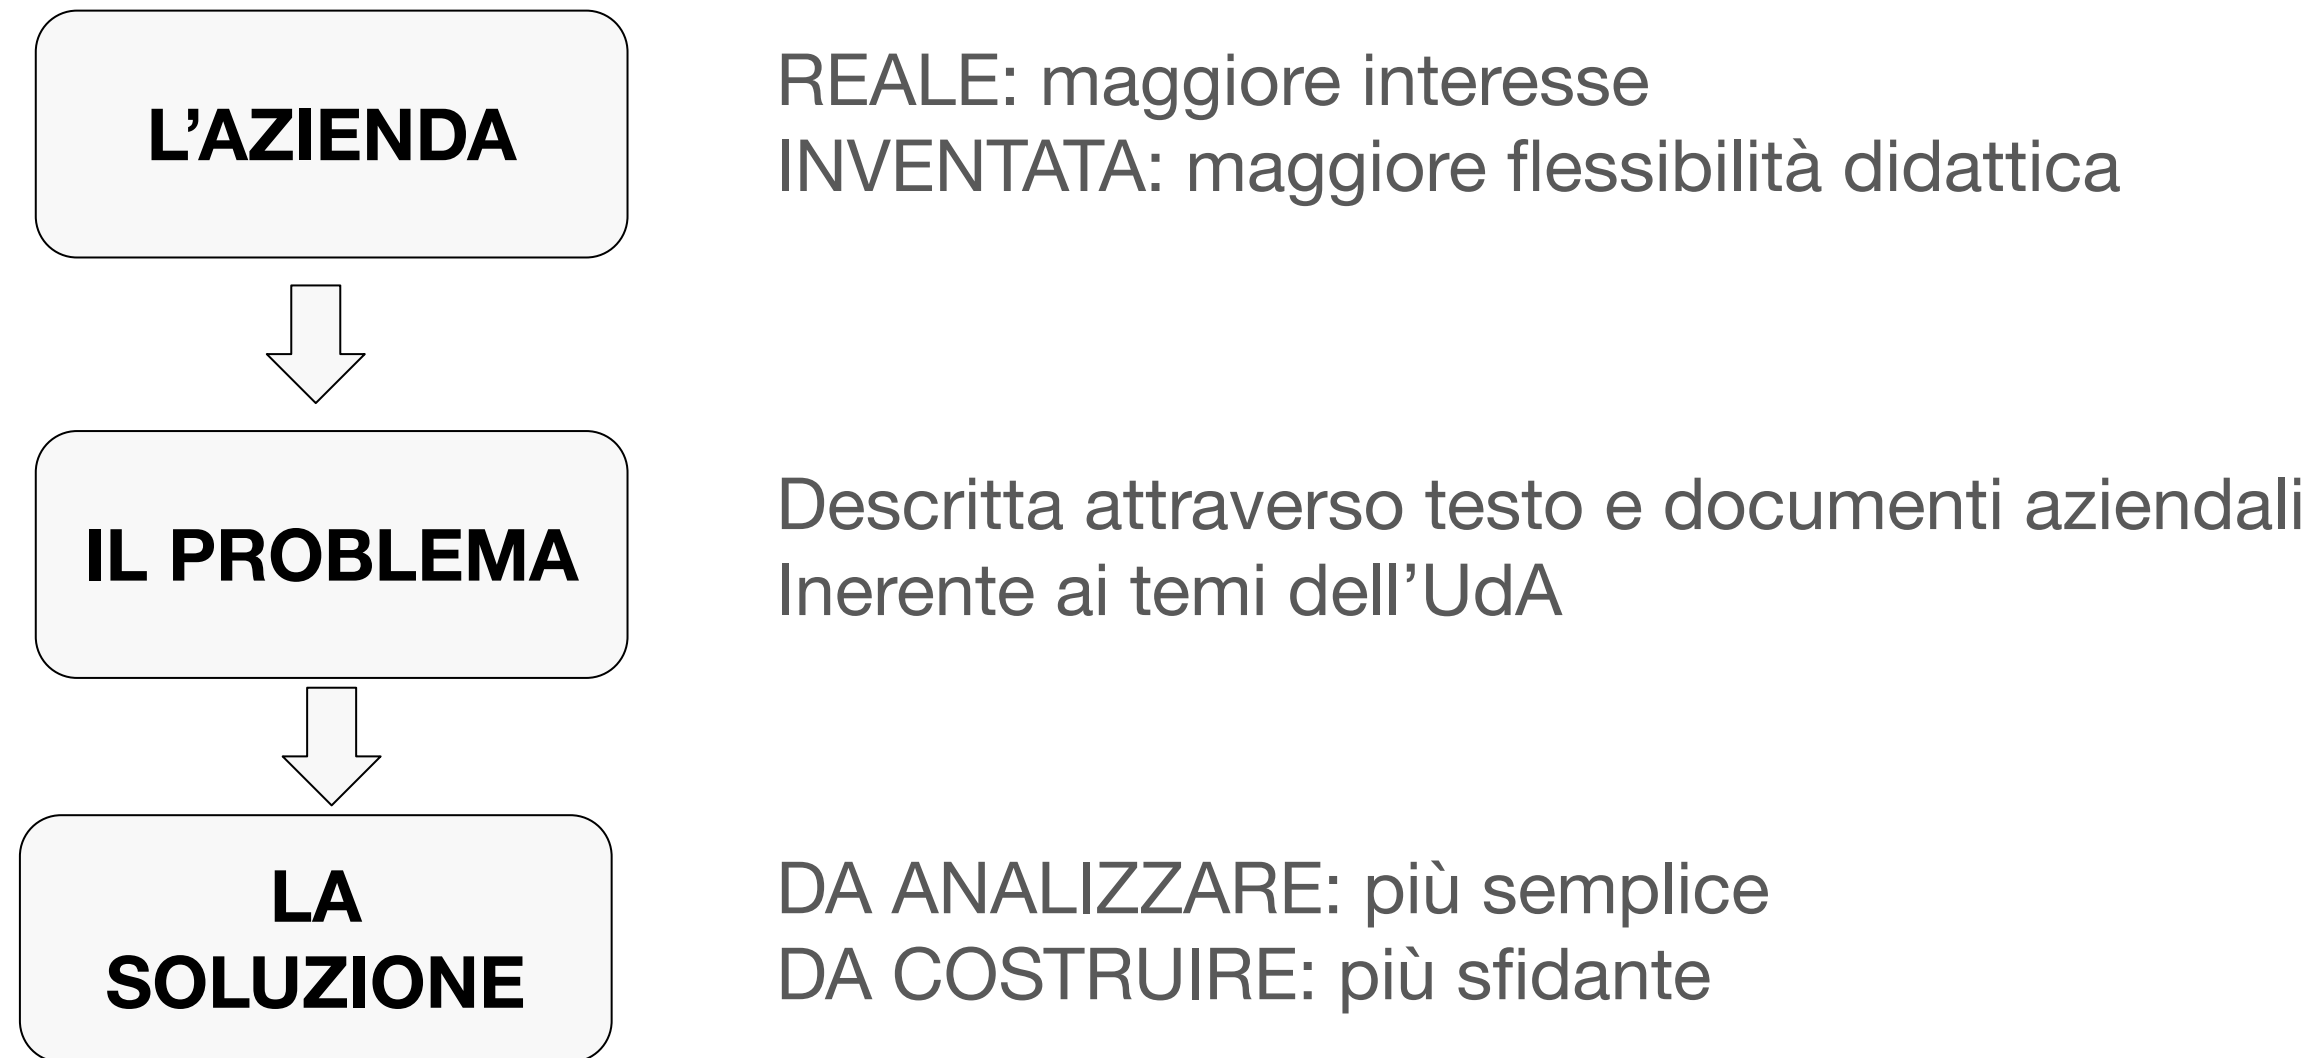 L’AZIENDA
REALE: maggiore interesse
INVENTATA: maggiore flessibilità didattica
IL PROBLEMA
Descritta attraverso testo e documenti aziendali
Inerente ai temi dell’UdA
LA
SOLUZIONE
DA ANALIZZARE: più semplice
DA COSTRUIRE: più sfidante